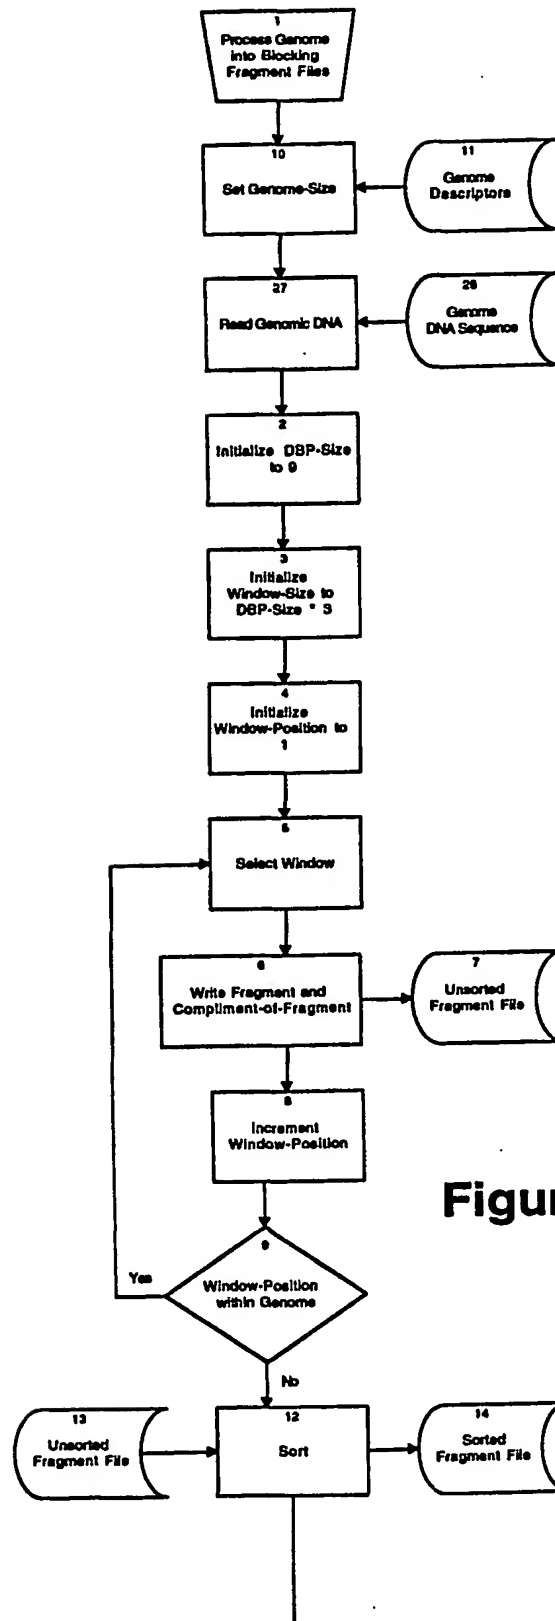 1
Process Genome
into Blocking
Fragment Files
10
Set Genome-Size
11
Genome
Descriptors
27
Read Genomic DNA
Genome
DNA Sequence
2
Initialize DBP-Size
to 9
3
Initialize
Window-Size to
DBP-Size * 3
4
Initialize
Window-Position to
1
5
Select Window
6
Write Fragment and
Compliment-of-Fragment
7
Unsorted
Fragment File
8
Increment
Window-Position
Figur
9
Window-Position
within Genome
Yes
No
13
Unsorted
Fragment File
12
Sort
14
Sorted
Fragment File